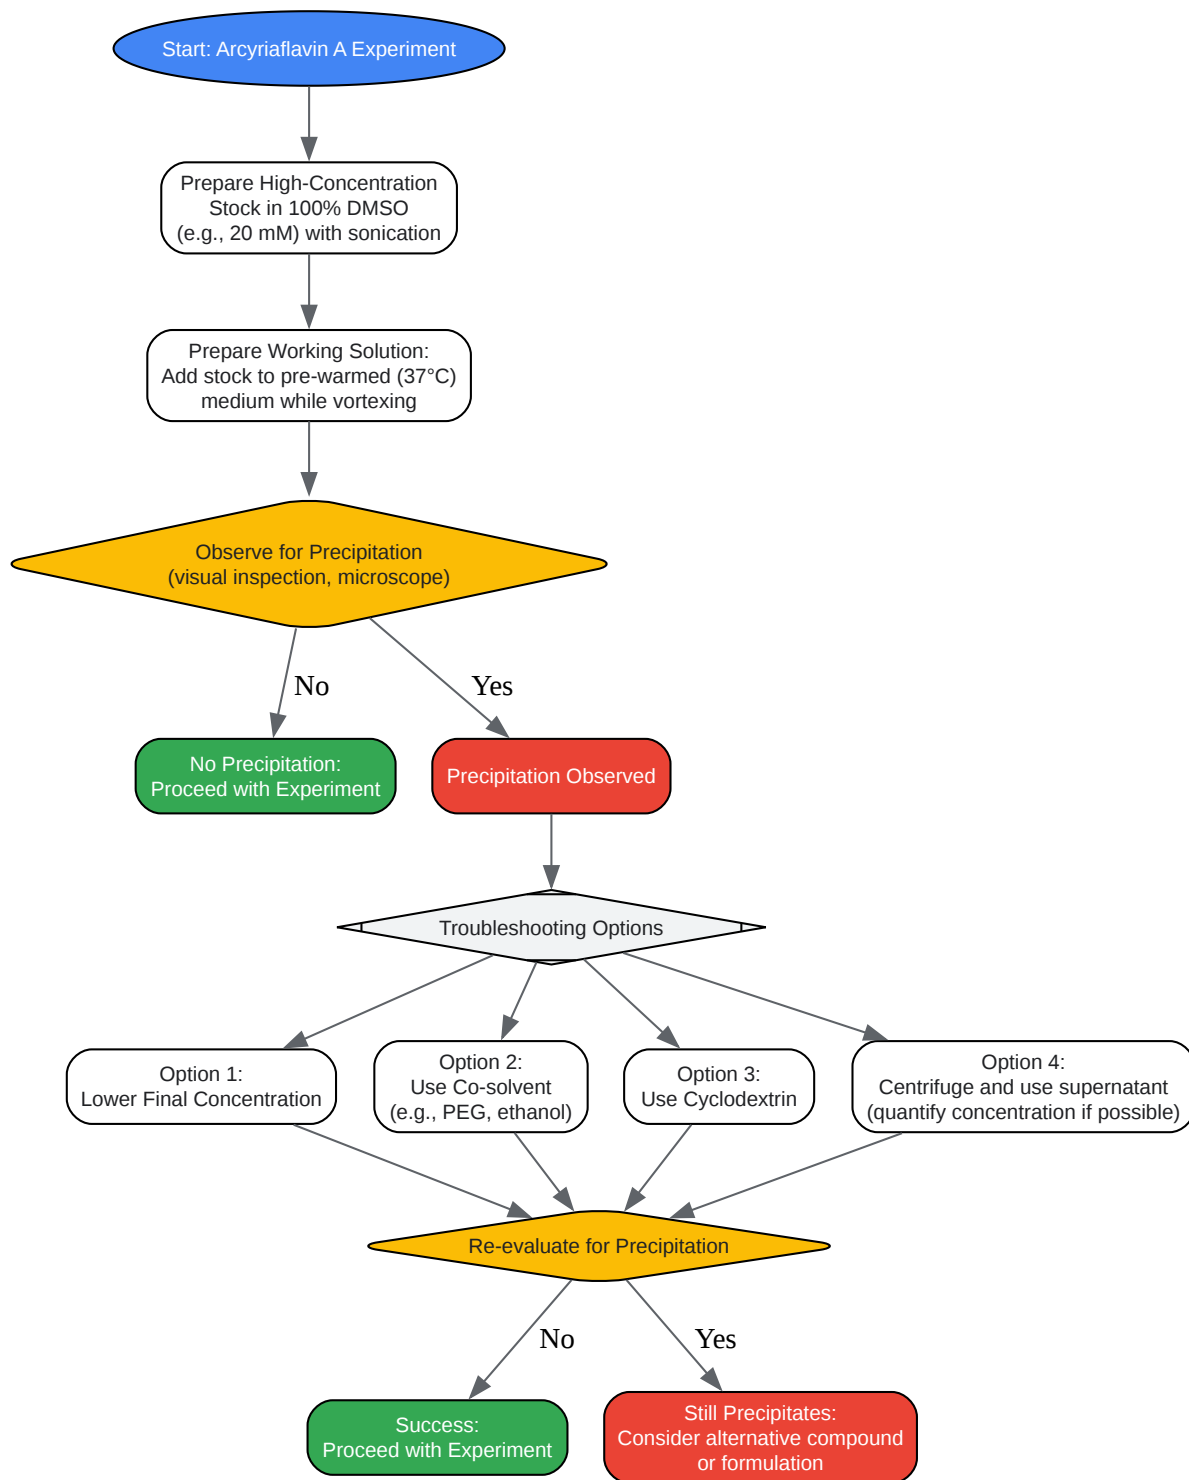 Start: Arcyriaflavin A Experiment
Prepare High-Concentration
Stock in 100% DMSO
(e.g., 20 mM) with sonication
Prepare Working Solution:
Add stock to pre-warmed (37°C)
medium while vortexing
Observe for Precipitation
(visual inspection, microscope)
No
Yes
No Precipitation:
Proceed with Experiment
Precipitation Observed
Troubleshooting Options
Option 1:
Lower Final Concentration
Option 2:
Use Co-solvent
(e.g., PEG, ethanol)
Option 3:
Use Cyclodextrin
Option 4:
Centrifuge and use supernatant
(quantify concentration if possible)
Re-evaluate for Precipitation
No
Yes
Success:
Proceed with Experiment
Still Precipitates:
Consider alternative compound
or formulation